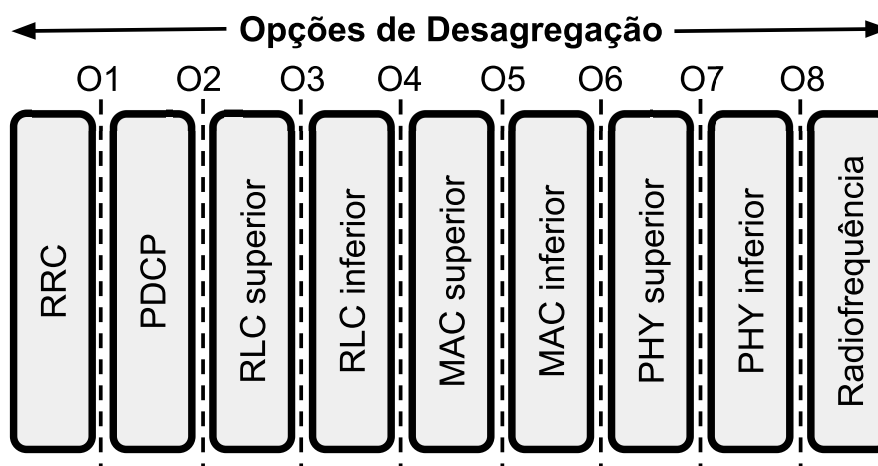 Opções de Desagregação
O1 O2 O3 O4 O5 O6 O7 O8
RRC
PDCP
RLC superior
RLC inferior
MAC superior
MAC inferior
PHY superior
PHY inferior
Radiofrequência